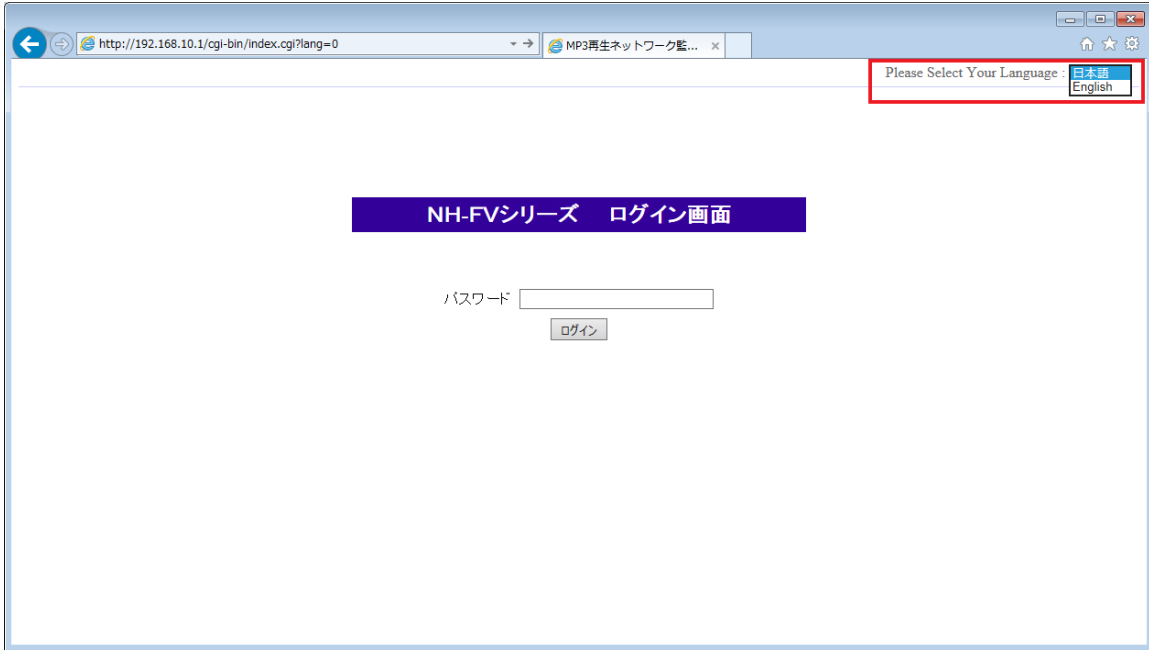 http://192.168.10.1/cgi-bin/index.cgi?lang=0
MP3再生ネットワーク監...
Please Select Your Language : 日本語
English
NH-FVシリーズ ログイン画面
パスワード
ログイン